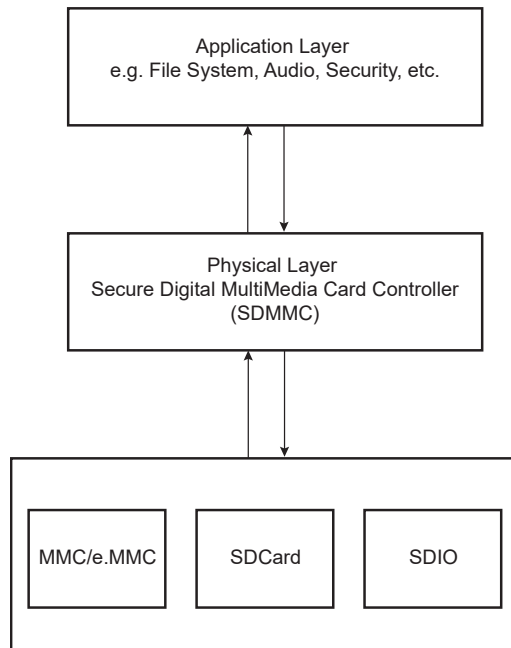 Application Layer
e.g. File System, Audio, Security, etc.
Physical Layer
Secure Digital MultiMedia Card Controller
(SDMMC)
MMC/e.MMC
SDCard
SDIO